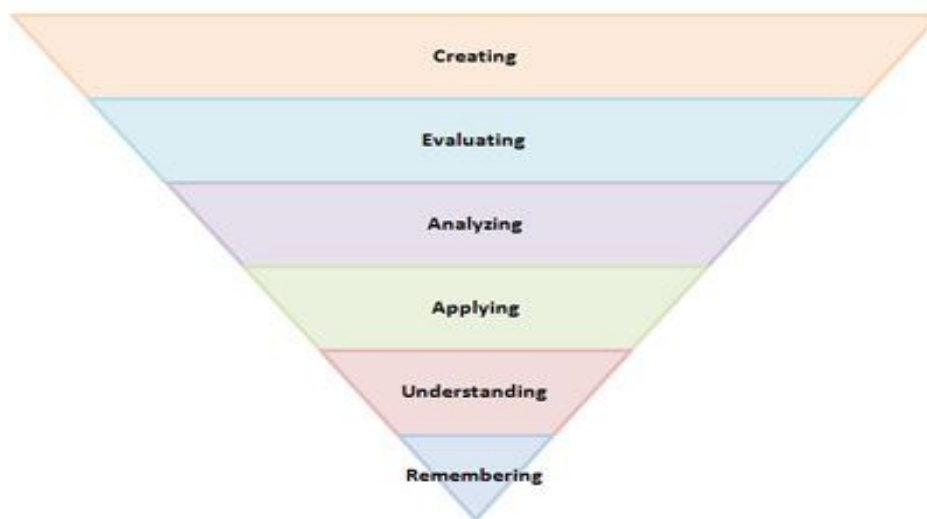 Creating
Evaluating
Analyzing
Applying
Understanding
Remembering